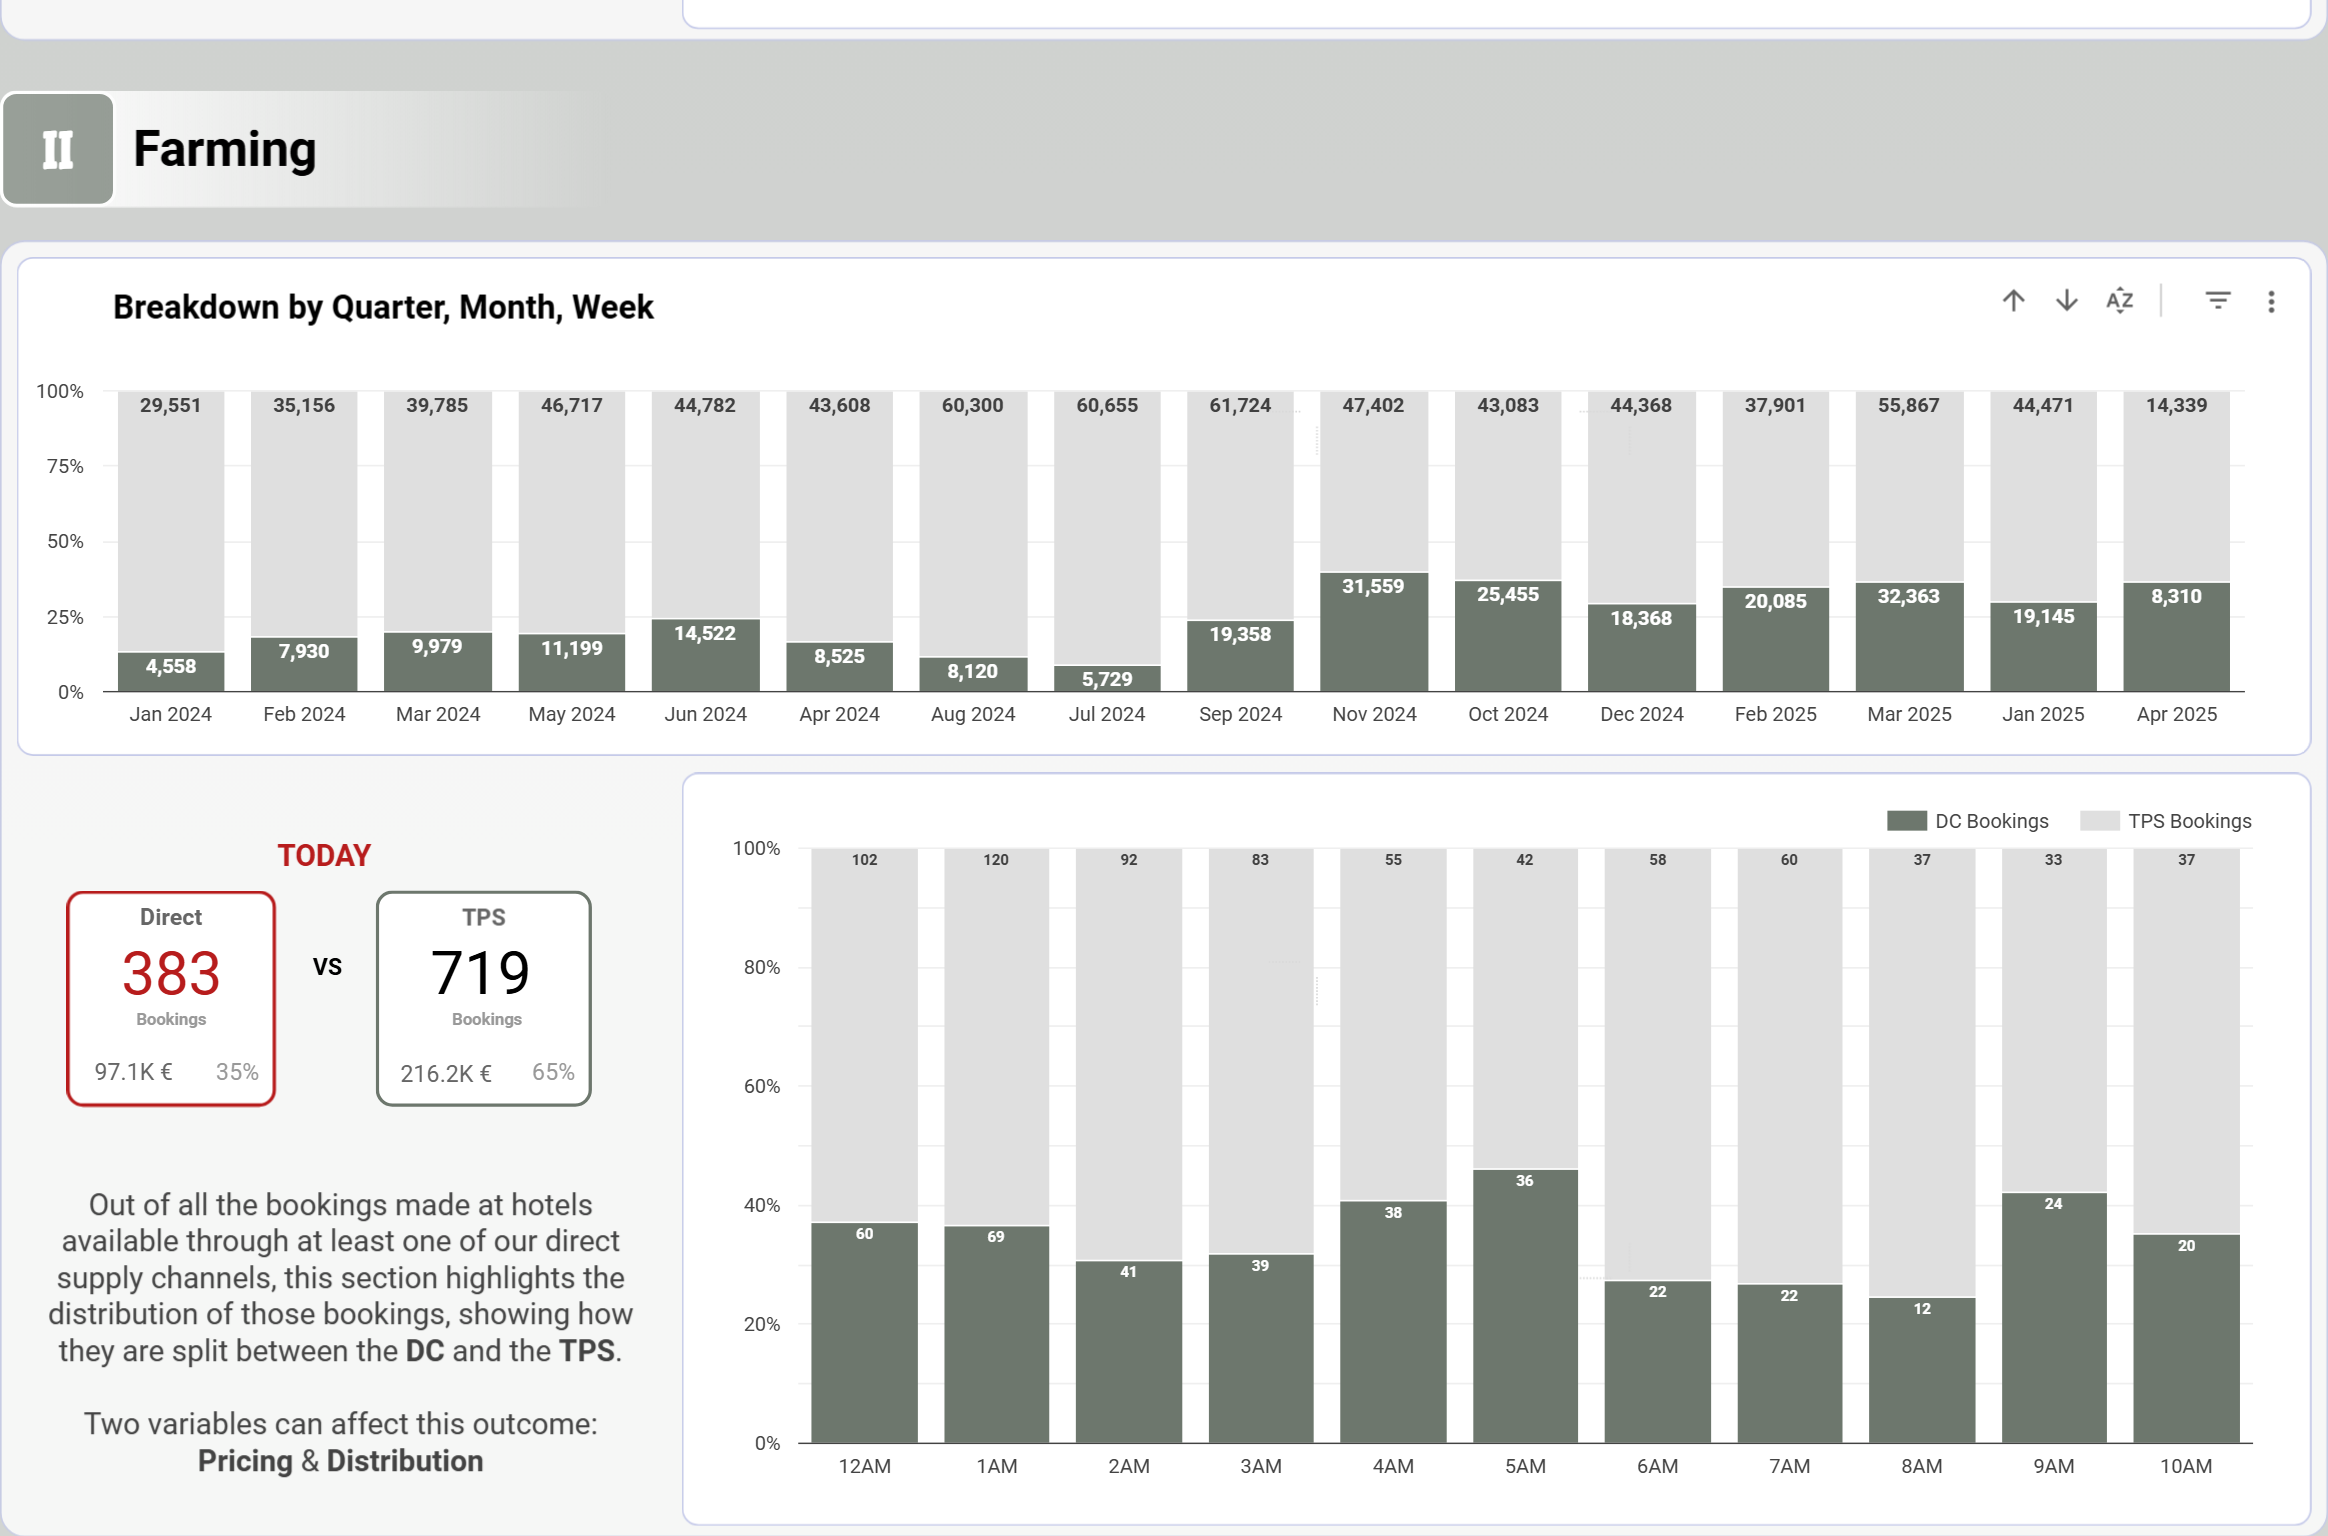 II
Farming
Breakdown by Quarter, Month, Week
AZ
100%
75%
50%
25%
0%
29,551 35,156 39,785 46,717 44,782 43,608 60,300 60,655 61,724 47,402 43,083 44,368 37,901 55,867 44,471 14,339
4,558 7,930 9,979 11,199 14,522 8,525 8,120 5,729 19,358 31,559 25,455 18,368 20,085 32,363 19,145 8,310
Jan 2024 Feb 2024 Mar 2024 May 2024 Jun 2024 Apr 2024 Aug 2024 Jul 2024 Sep 2024 Nov 2024 Oct 2024 Dec 2024 Feb 2025 Mar 2025 Jan 2025 Apr 2025
TODAY
Direct
383
Bookings
97.1K € 35%
VS
TPS
719
Bookings
216.2K € 65%
Out of all the bookings made at hotels
available through at least one of our direct
supply channels, this section highlights the
distribution of those bookings, showing how
they are split between the DC and the TPS.
Two variables can affect this outcome:
Pricing & Distribution
DC Bookings TPS Bookings
100%
80%
60%
40%
20%
0%
102 120 92 83 55 42 58 60 37 33 37
60 69 41 39 38 36 22 22 12 24 20
12AM 1AM 2AM 3AM 4AM 5AM 6AM 7AM 8AM 9AM 10AM